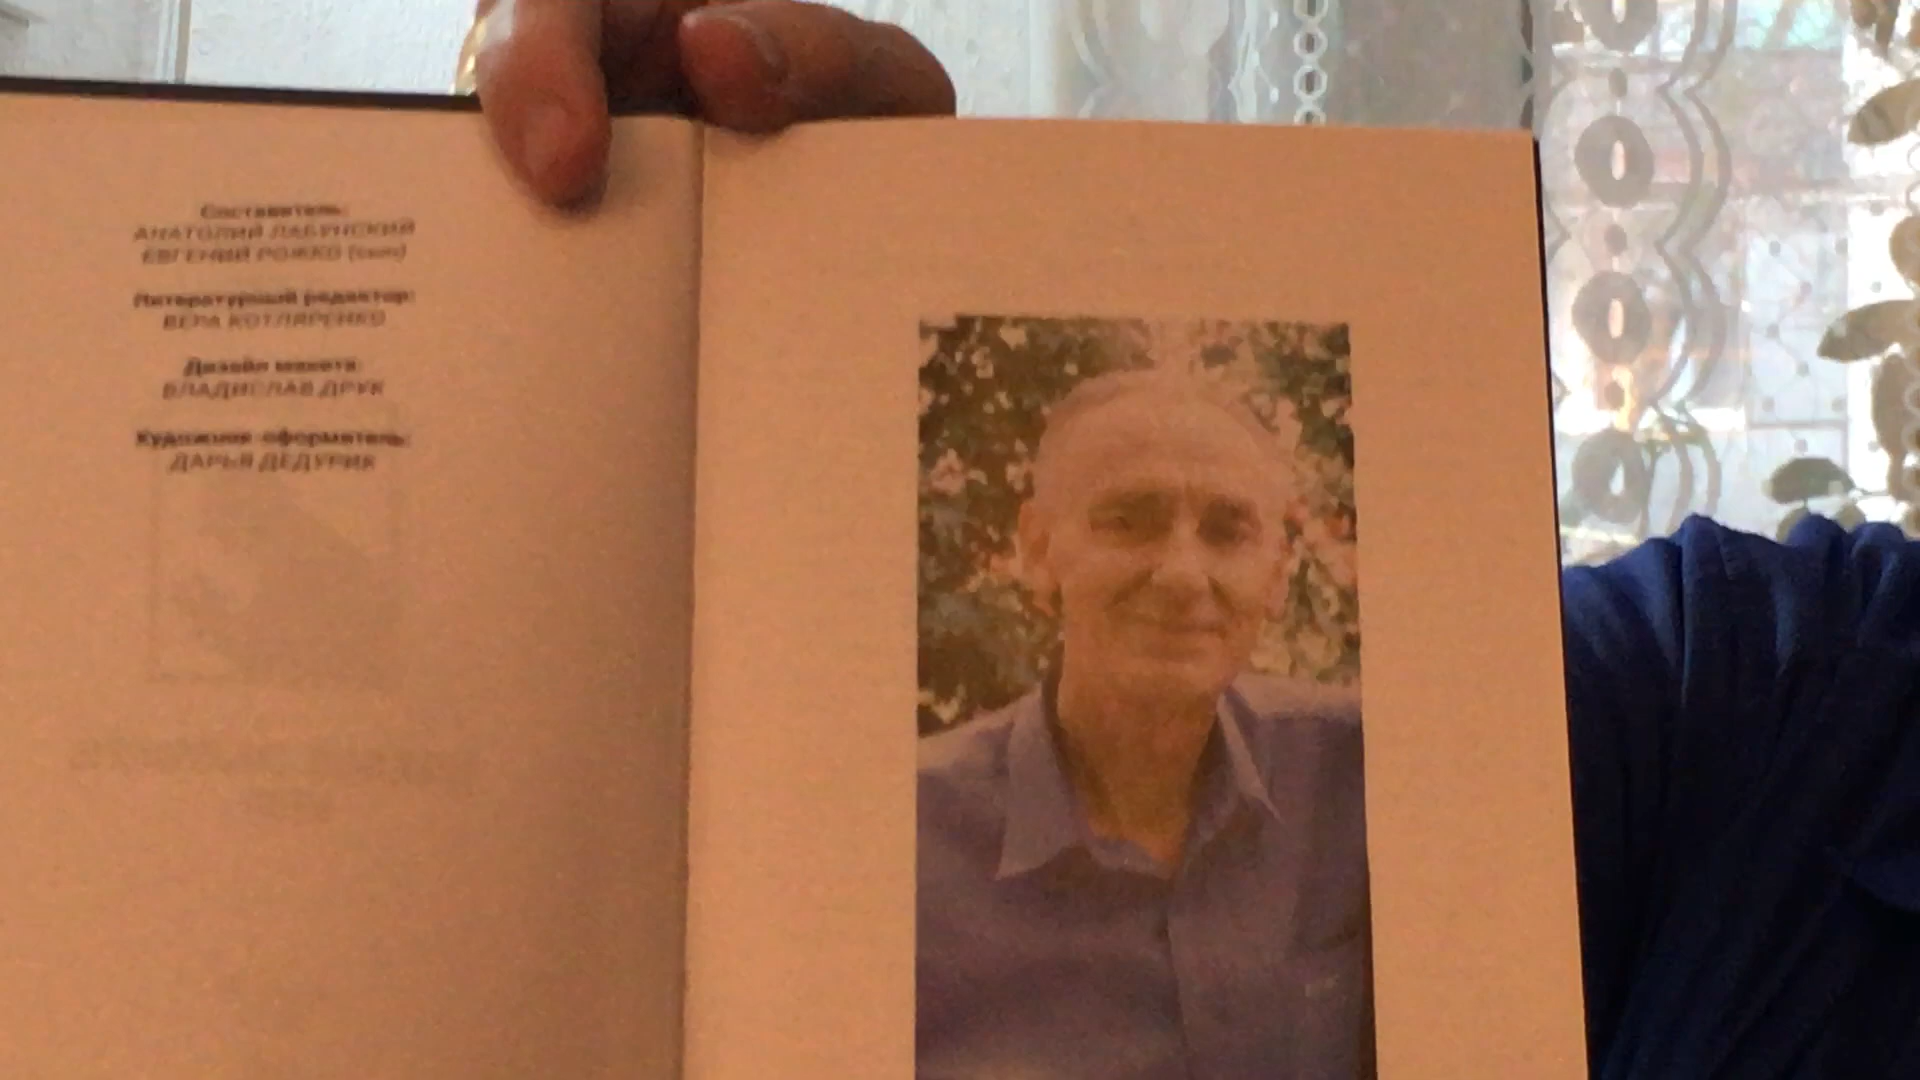 Составитель:
АНАТОЛИЙ ЛАБУНСКИЙ
ЕВГЕНИЙ РОЖКО (сын)
Литературный редактор:
ВЕРА КОТЛЯРЕНКО
Дизайн макета:
ВЛАДИСЛАВ ДРУК
Художник-оформитель:
ДАРЬЯ ДЕДУРИК